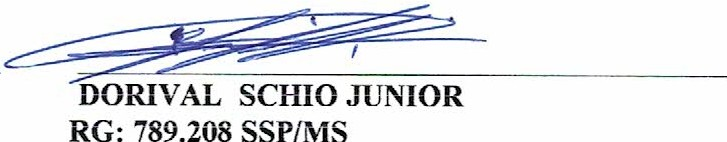 DORIVAL SCHIO JUNIOR
RG: 789.208 SSP/MS